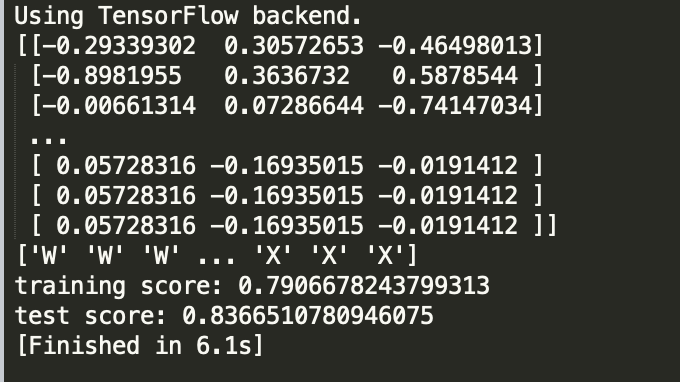 Using TensorFlow backend.
[[-0.29339302  0.30572653 -0.46498013]
 [-0.8981955   0.3636732   0.5878544 ]
 [-0.00661314  0.07286644 -0.74147034]
 ...
 [ 0.05728316 -0.16935015 -0.0191412 ]
 [ 0.05728316 -0.16935015 -0.0191412 ]
 [ 0.05728316 -0.16935015 -0.0191412 ]]
['W' 'W' 'W' ... 'X' 'X' 'X']
training score: 0.7906678243799313
test score: 0.8366510780946075
[Finished in 6.1s]